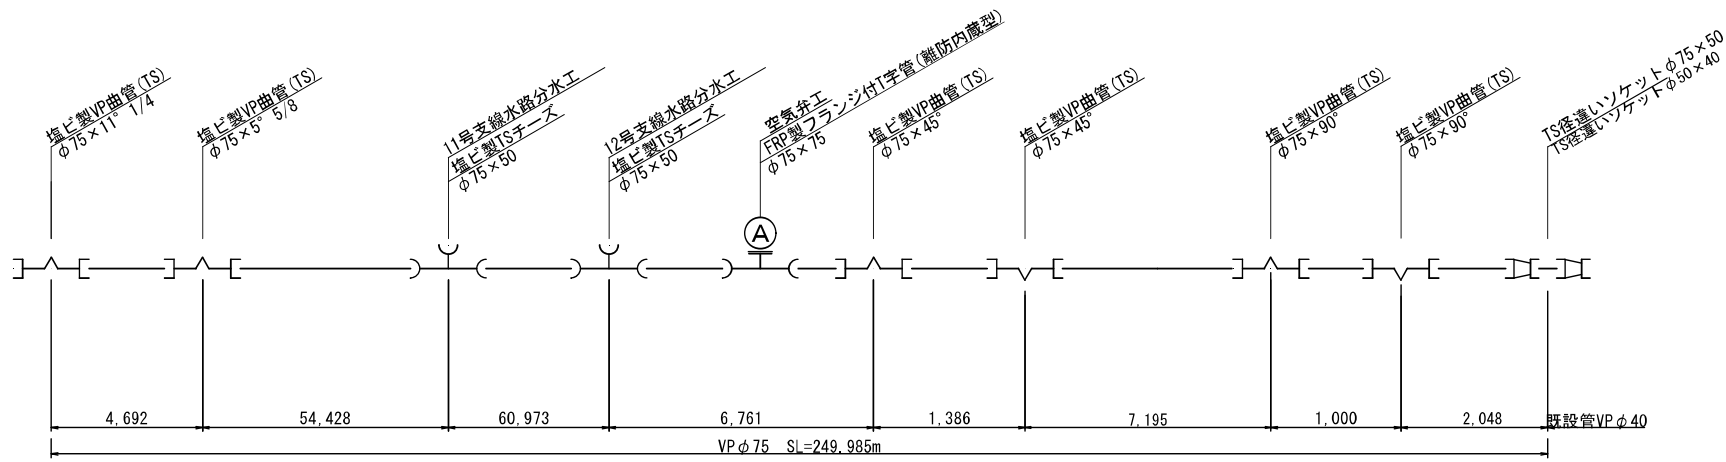 塩ビ製VP曲管(TS)
φ75×11° 1/4
塩ビ製VP曲管(TS)
φ75×5° 5/8
11号支線水路分水工
塩ビ製TSチーズ
φ75×50
12号支線水路分水工
塩ビ製TSチーズ
φ75×50
空気弁工
FRP製フランジ付T字管(離防内蔵型)
φ75×75
塩ビ製VP曲管(TS)
φ75×45°
塩ビ製VP曲管(TS)
φ75×45°
塩ビ製VP曲管(TS)
φ75×90°
塩ビ製VP曲管(TS)
φ75×90°
TS径違いソケットφ75×50
TS径違いソケットφ50×40
A
4,692
54,428
60,973
6,761
1,386
7,195
1,000
2,048
既設管VPφ40
VPφ75 SL=249.985m